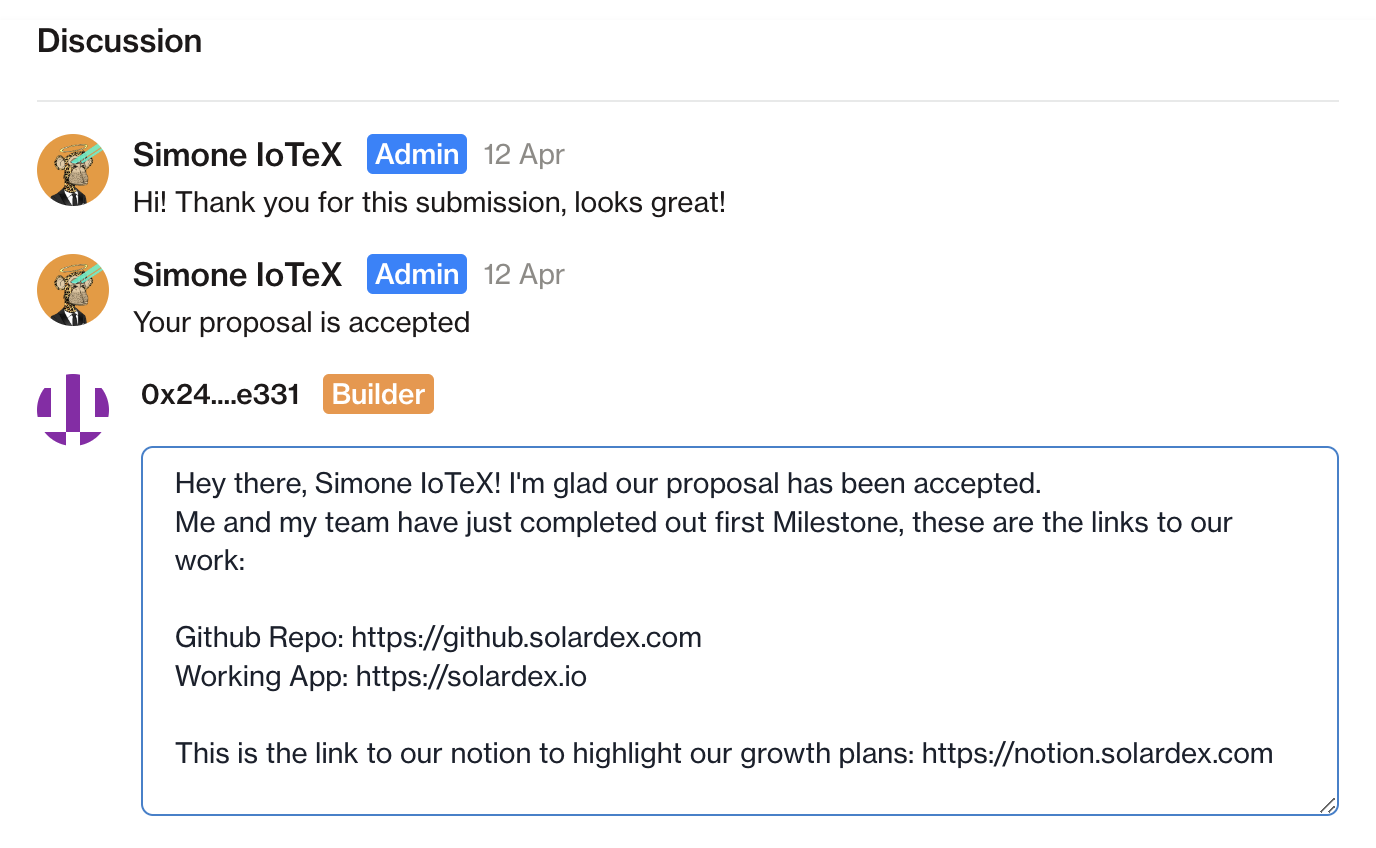 Discussion
Simone IoTeX Admin 12 Apr
Hi! Thank you for this submission, looks great!
Simone IoTeX Admin 12 Apr
Your proposal is accepted
0x24....e331 Builder
Hey there, Simone IoTeX! I'm glad our proposal has been accepted.
Me and my team have just completed out first Milestone, these are the links to our
work:
Github Repo: https://github.solardex.com
Working App: https://solardex.io
This is the link to our notion to highlight our growth plans: https://notion.solardex.com